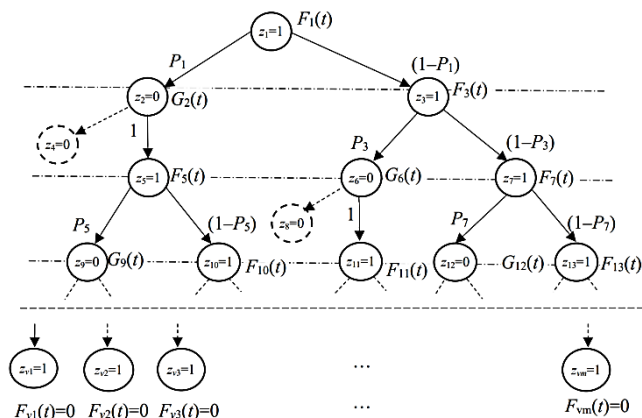 z₁=1 F₁(t)
P₁ (1–P₁)
z₂=0 G₂(t) z₃=1 F₃(t)
z₄=0 1 P₃ (1–P₃)
z₅=1 F₅(t) z₆=0 G₆(t) z₇=1 F₇(t)
P₅ (1–P₅) z₈=0 1 P₇ (1–P₇)
z₉=0 G₉(t) z₁₀=1 F₁₀(t) z₁₁=1 F₁₁(t) z₁₂=0 G₁₂(t) z₁₃=1 F₁₃(t)
zᵥ₁=1 zᵥ₂=1 zᵥ₃=1 ... zᵥₘ=1
Fᵥ₁(t)=0 Fᵥ₂(t)=0 Fᵥ₃(t)=0 ... Fᵥₘ(t)=0